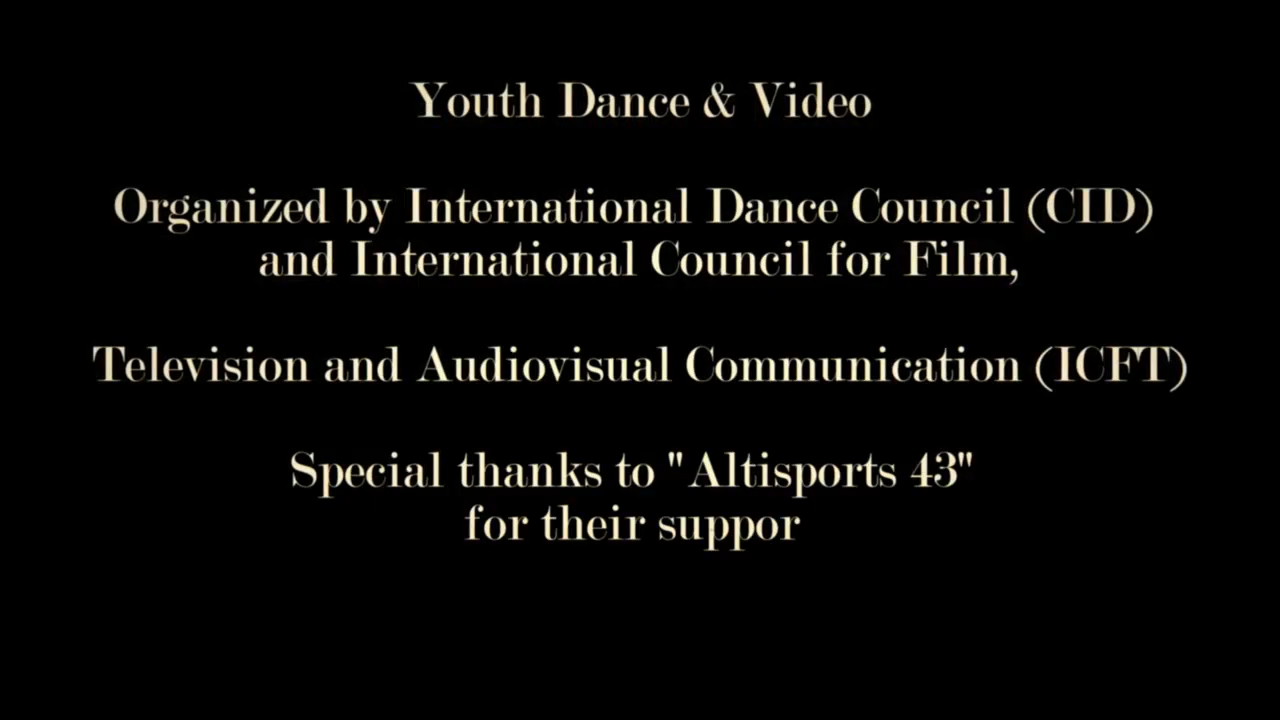 Youth Dance & Video
Organized by International Dance Council (CID)
and International Council for Film,
Television and Audiovisual Communication (ICFT)
Special thanks to "Altisports 43"
for their suppor